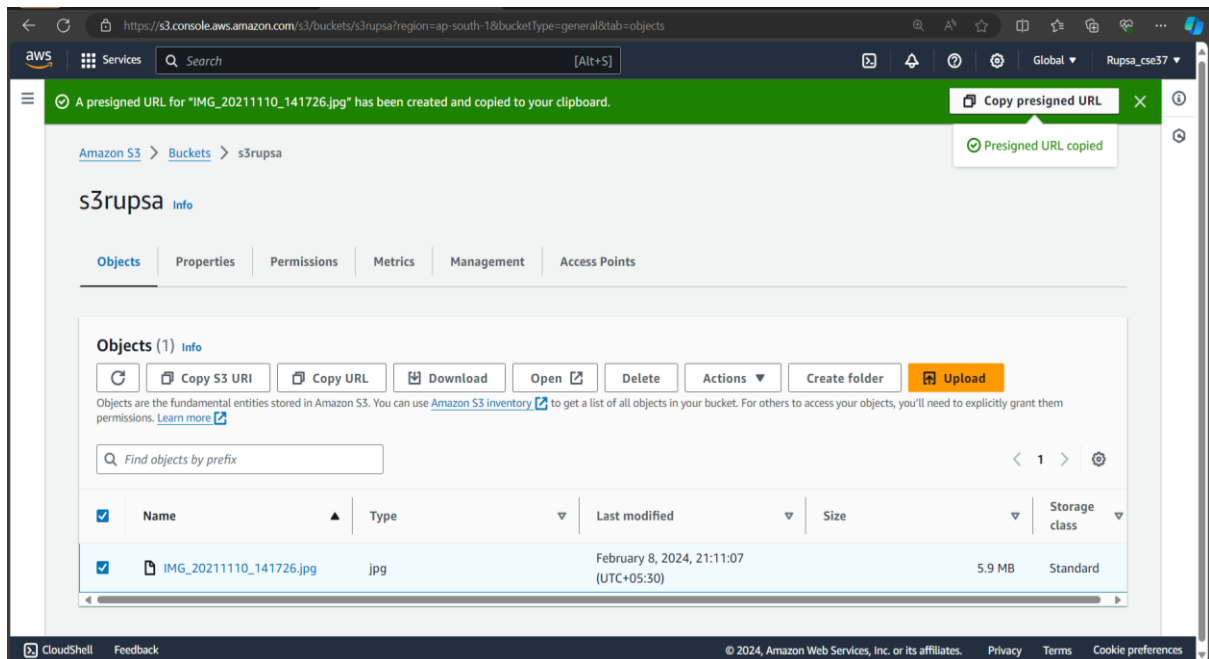 https://s3.console.aws.amazon.com/s3/buckets/s3rupsa?region=ap-south-1&bucketType=general&tab=objects
aws Services Search [Alt+S] Global ▼ Rupsa_cse37 ▼
A presigned URL for "IMG_20211110_141726.jpg" has been created and copied to your clipboard. Copy presigned URL
Presigned URL copied
Amazon S3 > Buckets > s3rupsa
s3rupsa Info
Objects Properties Permissions Metrics Management Access Points
Objects (1) Info
Copy S3 URI Copy URL Download Open Delete Actions ▼ Create folder Upload
Objects are the fundamental entities stored in Amazon S3. You can use Amazon S3 inventory to get a list of all objects in your bucket. For others to access your objects, you'll need to explicitly grant them
permissions. Learn more
Find objects by prefix 1
Name Type Last modified Size Storage
class
IMG_20211110_141726.jpg jpg February 8, 2024, 21:11:07 5.9 MB Standard
(UTC+05:30)
CloudShell Feedback © 2024, Amazon Web Services, Inc. or its affiliates. Privacy Terms Cookie preferences